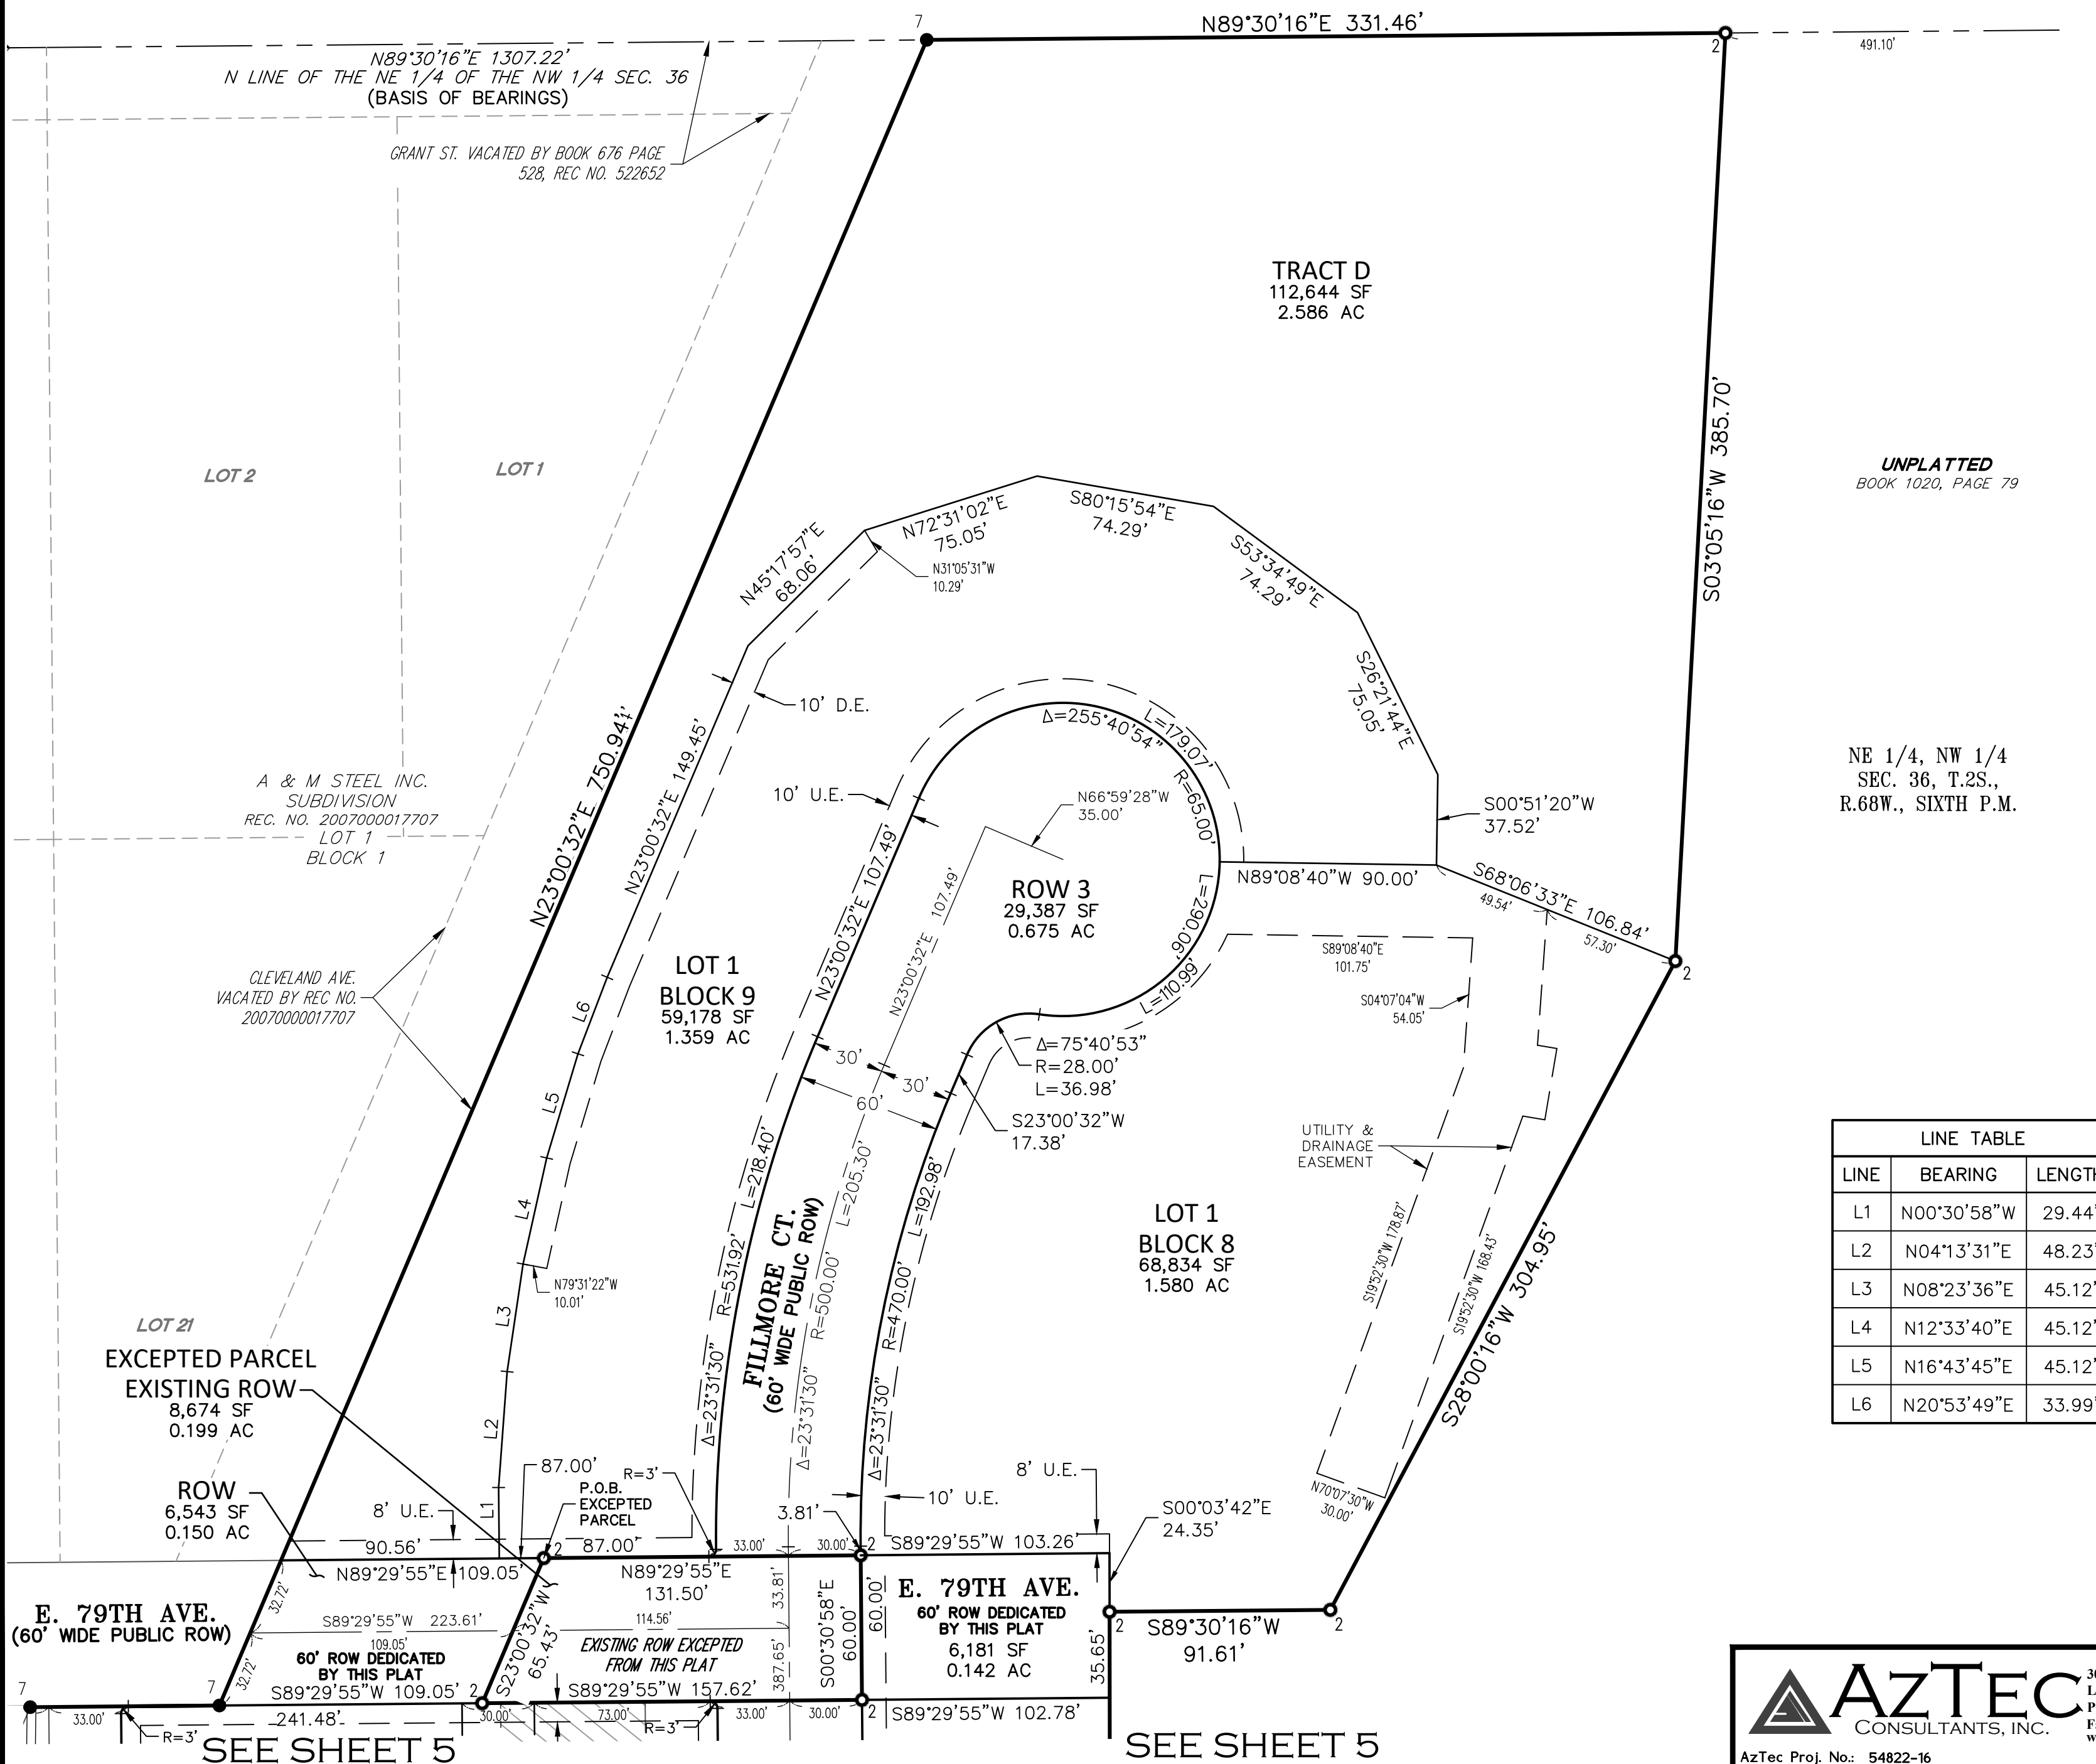 7
N89°30'16"E 331.46'
2
491.10'
N89°30'16"E 1307.22'
N LINE OF THE NE 1/4 OF THE NW 1/4 SEC. 36
(BASIS OF BEARINGS)
GRANT ST. VACATED BY BOOK 676 PAGE
528, REC NO. 522652
TRACT D
112,644 SF
2.586 AC
S03°05'16"W 385.70'
LOT 2
LOT 1
UNPLATTED
BOOK 1020, PAGE 79
N45°17'57"E
68.06'
N72°31'02"E
75.05'
S80°15'54"E
74.29'
N31°05'31"W
10.29'
S53°34'49"E
74.29'
S26°21'44"E
75.05'
10' D.E.
Δ=255°40'54"
L=179.07'
R=65.00'
N23°00'32"E 750.94'
N23°00'32"E 149.45'
A & M STEEL INC.
SUBDIVISION
REC. NO. 2007000017707
LOT 1
BLOCK 1
10' U.E.
N66°59'28"W
35.00'
S00°51'20"W
37.52'
NE 1/4, NW 1/4
SEC. 36, T.2S.,
R.68W., SIXTH P.M.
N23°00'32"E 107.49'
N23°00'32"E 107.49'
ROW 3
29,387 SF
0.675 AC
L=290.06'
N89°08'40"W 90.00'
S68°06'33"E 106.84'
49.54'
57.30'
2
L=110.99'
S89°08'40"E
101.75'
S04°07'04"W
54.05'
CLEVELAND AVE.
VACATED BY REC NO.
20070000017707
LOT 1
BLOCK 9
59,178 SF
1.359 AC
L6
L5
L4
L3
L2
L1
30'
30'
60'
Δ=75°40'53"
R=28.00'
L=36.98'
S23°00'32"W
17.38'
UTILITY &
DRAINAGE
EASEMENT
Δ=23°31'30" R=531.92' L=218.40'
FILLMORE CT.
(60' WIDE PUBLIC ROW)
Δ=23°31'30" R=500.00' L=205.30'
Δ=23°31'30" R=470.00' L=192.98'
LOT 1
BLOCK 8
68,834 SF
1.580 AC
S19°52'30"W 178.87'
S19°52'30"W 168.43'
S28°00'16"W 304.95'
N70°07'30"W
30.00'
N79°31'22"W
10.01'
LINE TABLE
LINE BEARING LENGTH
L1 N00°30'58"W 29.44'
L2 N04°13'31"E 48.23'
L3 N08°23'36"E 45.12'
L4 N12°33'40"E 45.12'
L5 N16°43'45"E 45.12'
L6 N20°53'49"E 33.99'
LOT 21
EXCEPTED PARCEL
EXISTING ROW
8,674 SF
0.199 AC
ROW
6,543 SF
0.150 AC
8' U.E.
87.00'
P.O.B.
EXCEPTED
PARCEL
R=3'
3.81'
10' U.E.
8' U.E.
S00°03'42"E
24.35'
90.56'
N89°29'55"E 109.05'
2
87.00'
33.00'
30.00'
2
S89°29'55"W 103.26'
N89°29'55"E
131.50'
E. 79TH AVE.
(60' WIDE PUBLIC ROW)
32.72'
32.72'
S89°29'55"W 223.61'
109.05'
60' ROW DEDICATED
BY THIS PLAT
S89°29'55"W 109.05'
S23°00'32"W
65.43'
114.56'
EXISTING ROW EXCEPTED
FROM THIS PLAT
S89°29'55"W 157.62'
33.81'
387.65'
S00°30'58"E
60.00'
60.00'
E. 79TH AVE.
60' ROW DEDICATED
BY THIS PLAT
6,181 SF
0.142 AC
35.65'
2
S89°30'16"W
91.61'
2
7
7
2
33.00'
R=3'
241.48'
30.00'
73.00'
R=3'
33.00'
30.00'
2
S89°29'55"W 102.78'
SEE SHEET 5
SEE SHEET 5
AZTEC
CONSULTANTS, INC.
AzTec Proj. No.: 54822-16